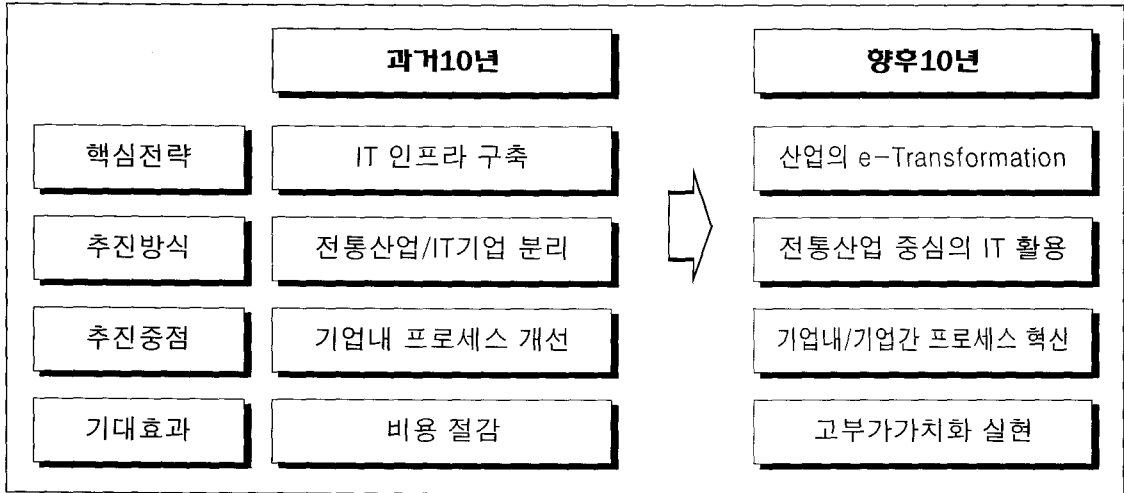 과거10년
향후10년
핵심전략
IT 인프라 구축
산업의 e-Transformation
추진방식
전통산업/IT기업 분리
전통산업 중심의 IT 활용
추진중점
기업내 프로세스 개선
기업내/기업간 프로세스 혁신
기대효과
비용 절감
고부가가치화 실현